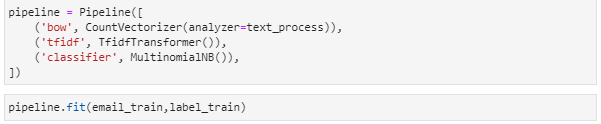 pipeline = Pipeline([
    ('bow', CountVectorizer(analyzer=text_process)),
    ('tfidf', TfidfTransformer()),
    ('classifier', MultinomialNB()),
])
pipeline.fit(email_train,label_train)